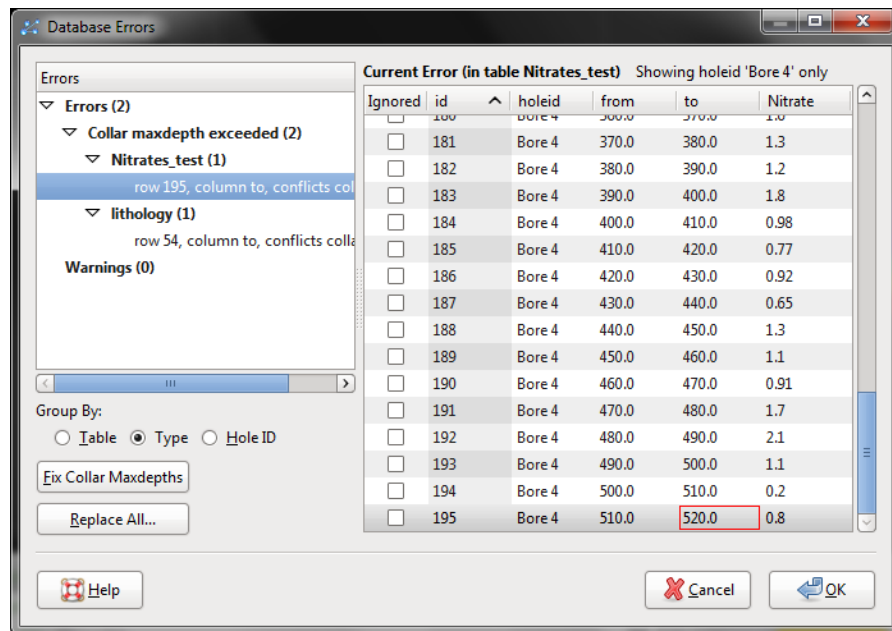 Database Errors
Errors
Errors (2)
Collar maxdepth exceeded (2)
Nitrates_test (1)
row 195, column to, conflicts col
lithology (1)
row 54, column to, conflicts colla
Warnings (0)
Group By:
Table Type Hole ID
Fix Collar Maxdepths
Replace All...
Current Error (in table Nitrates_test) Showing holeid 'Bore 4' only
Ignored id holeid from to Nitrate
180 Bore 4 360.0 370.0 1.0
181 Bore 4 370.0 380.0 1.3
182 Bore 4 380.0 390.0 1.2
183 Bore 4 390.0 400.0 1.8
184 Bore 4 400.0 410.0 0.98
185 Bore 4 410.0 420.0 0.77
186 Bore 4 420.0 430.0 0.92
187 Bore 4 430.0 440.0 0.65
188 Bore 4 440.0 450.0 1.3
189 Bore 4 450.0 460.0 1.1
190 Bore 4 460.0 470.0 0.91
191 Bore 4 470.0 480.0 1.7
192 Bore 4 480.0 490.0 2.1
193 Bore 4 490.0 500.0 1.1
194 Bore 4 500.0 510.0 0.2
195 Bore 4 510.0 520.0 0.8
Help
Cancel
OK